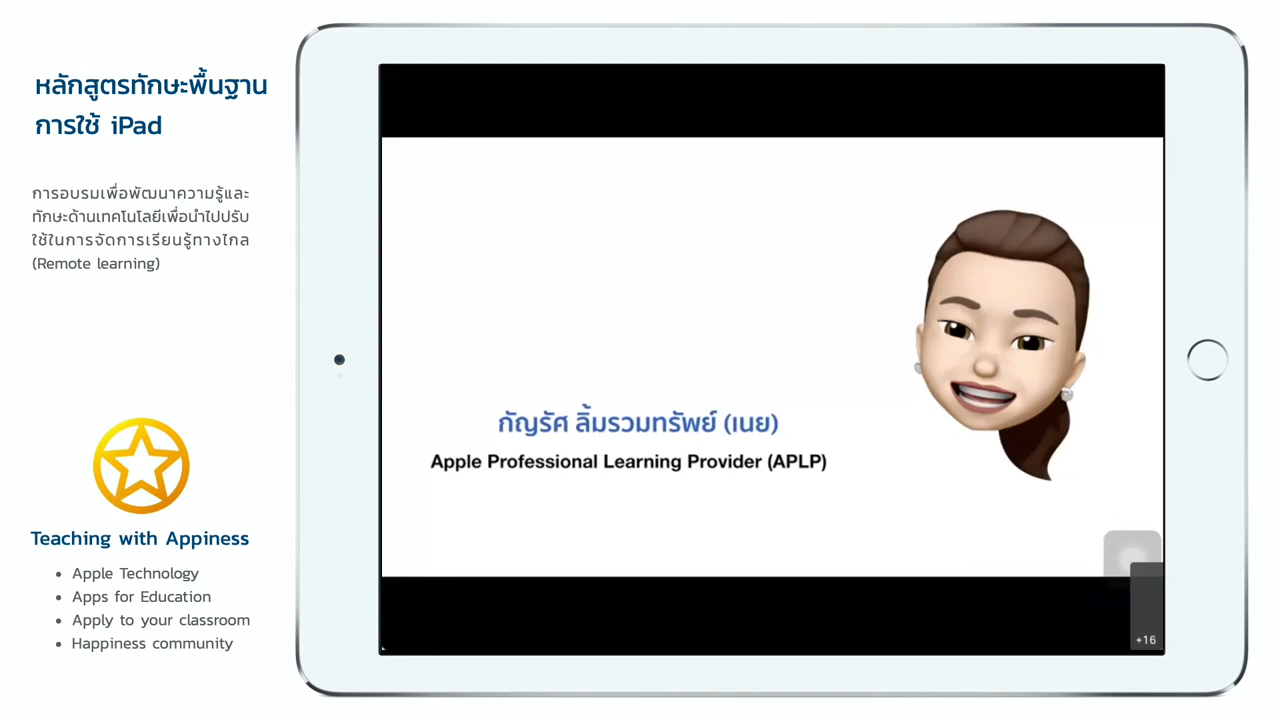 หลักสูตรทักษะพื้นฐาน
การใช้ iPad
การอบรมเพื่อพัฒนาความรู้และ
ทักษะด้านเทคโนโลยีเพื่อนำไปปรับ
ใช้ในการจัดการเรียนรู้ทางไกล
(Remote learning)
Teaching with Appiness
• Apple Technology
• Apps for Education
• Apply to your classroom
• Happiness community
กัญรัศ ลิ้มรวมทรัพย์ (เนย)
Apple Professional Learning Provider (APLP)
+16